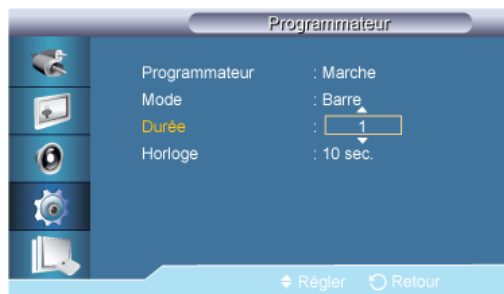 Programmateur
Programmateur : Marche
Mode : Barre
Durée : 1
Horloge : 10 sec.
Régler Retour